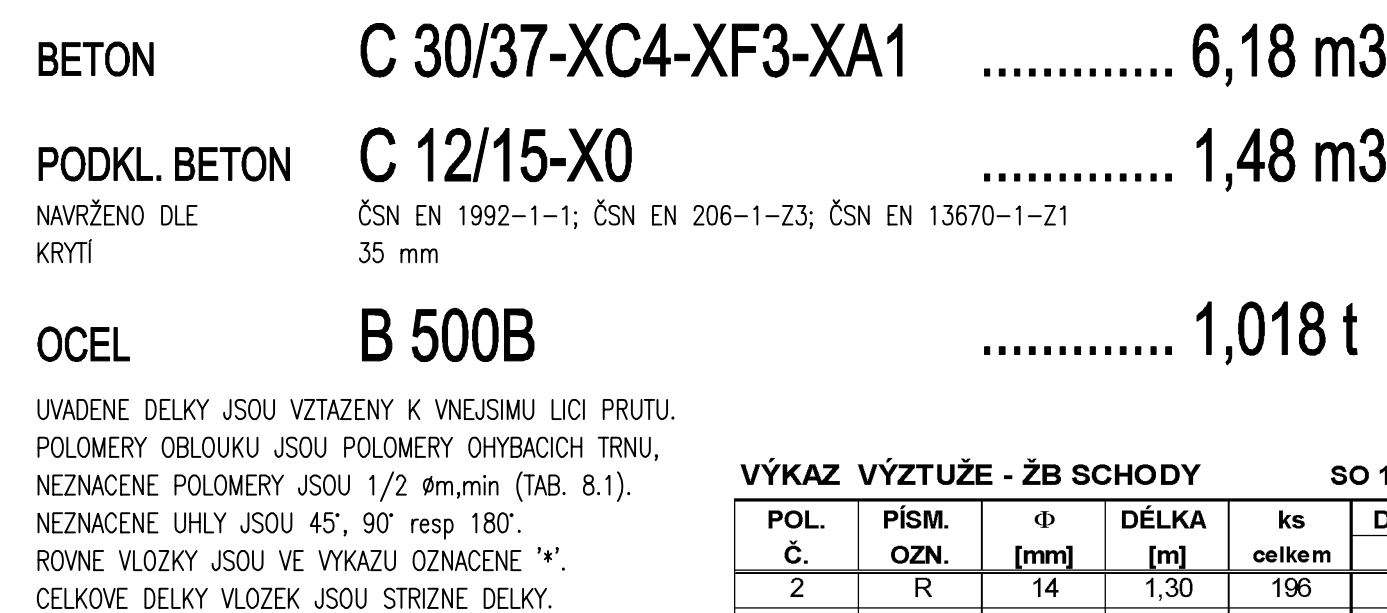 BETON C 30/37-XC4-XF3-XA1 ............. 6,18 m3
PODKL. BETON C 12/15-X0 ............. 1,48 m3
NAVRŽENO DLE ČSN EN 1992-1-1; ČSN EN 206-1-Z3; ČSN EN 13670-1-Z1
KRYTÍ 35 mm
OCEL B 500B ............. 1,018 t
UVADENE DELKY JSOU VZTAZENY K VNEJSIMU LICI PRUTU.
POLOMERY OBLOUKU JSOU POLOMERY OHYBACICH TRNU,
NEZNACENE POLOMERY JSOU 1/2 Øm,min (TAB. 8.1).
NEZNACENE UHLY JSOU 45°, 90° resp 180°.
ROVNE VLOZKY JSOU VE VYKAZU OZNACENE '*'.
CELKOVE DELKY VLOZEK JSOU STRIZNE DELKY.
VÝKAZ VÝZTUŽE - ŽB SCHODY SO 1
POL. PÍSM. Φ DÉLKA ks D
Č. OZN. [mm] [m] celkem
2 R 14 1,30 196